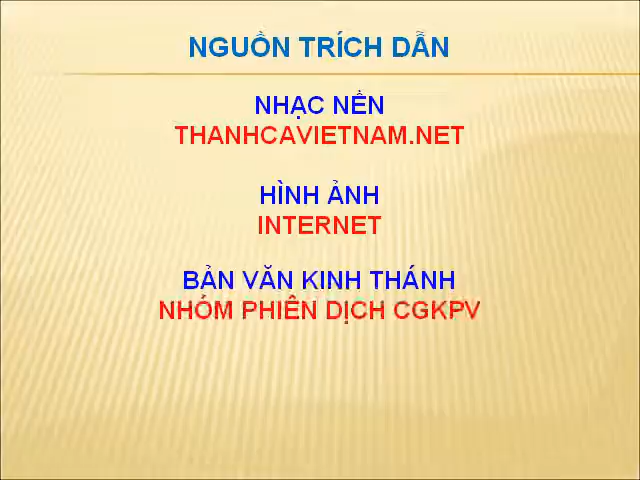 NGUỒN TRÍCH DẪN
NHẠC NỀN
THANHCAVIETNAM.NET
HÌNH ẢNH
INTERNET
BẢN VĂN KINH THÁNH
NHÓM PHIÊN DỊCH CGKPV